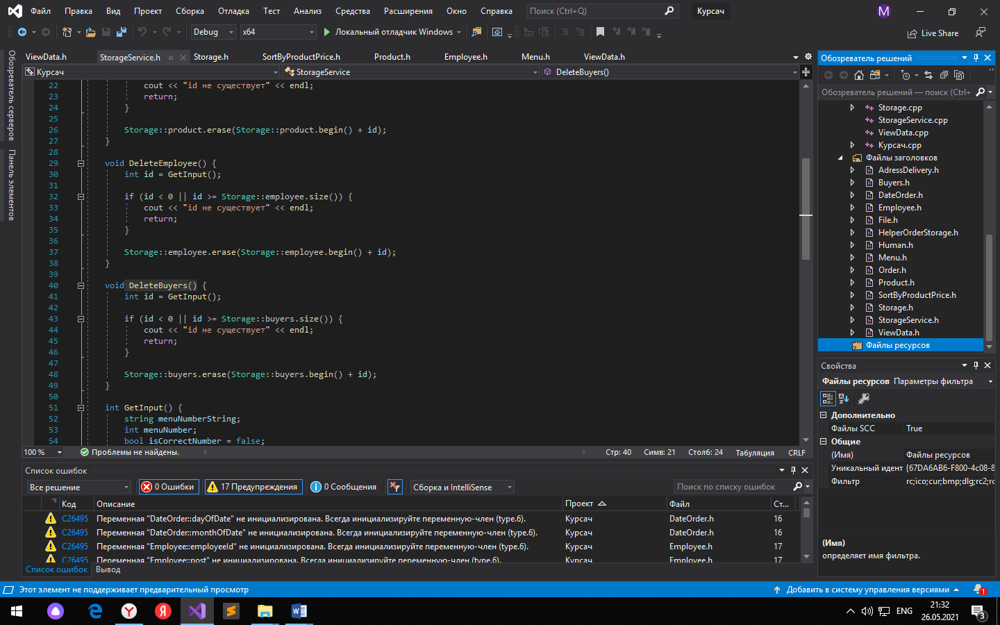 Файл Правка Вид Проект Сборка Отладка Тест Анализ Средства Расширения Окно Справка Поиск (Ctrl+Q) Курсач M
Debug x64 Локальный отладчик Windows Live Share
ViewData.h StorageService.h Storage.h SortByProductPrice.h Product.h Employee.h Menu.h ViewData.h
Курсач StorageService DeleteBuyers()
Обозреватель серверов
Панель элементов
22 cout << "id не существует" << endl;
23 return;
24 }
25
26 Storage::product.erase(Storage::product.begin() + id);
27 }
28
29 void DeleteEmployee() {
30 int id = GetInput();
31
32 if (id < 0 || id >= Storage::employee.size()) {
33 cout << "id не существует" << endl;
34 return;
35 }
36
37 Storage::employee.erase(Storage::employee.begin() + id);
38 }
39
40 void DeleteBuyers() {
41 int id = GetInput();
42
43 if (id < 0 || id >= Storage::buyers.size()) {
44 cout << "id не существует" << endl;
45 return;
46 }
47
48 Storage::buyers.erase(Storage::buyers.begin() + id);
49 }
50
51 int GetInput() {
52 string menuNumberString;
53 int menuNumber;
54 bool isCorrectNumber = false;
100 % Проблемы не найдены. Стр: 40 Симв: 21 Столб: 24 Табуляция CRLF
Список ошибок
Все решение 0 Ошибки 17 Предупреждения 0 Сообщения Сборка и IntelliSense Поиск по списку ошибок
Код Описание Проект Файл Ст...
C26495 Переменная "DateOrder::dayOfDate" не инициализирована. Всегда инициализируйте переменную-член (type.6). Курсач DateOrder.h 16
C26495 Переменная "DateOrder::monthOfDate" не инициализирована. Всегда инициализируйте переменную-член (type.6). Курсач DateOrder.h 16
C26495 Переменная "Employee::employeeId" не инициализирована. Всегда инициализируйте переменную-член (type.6). Курсач Employee.h 17
C26495 Переменная "Employee::post" не инициализирована. Всегда инициализируйте переменную-член (type.6). Курсач Employee.h 17
Список ошибок Вывод
Обозреватель решений
Обозреватель решений — поиск (Ctrl+
Storage.cpp
StorageService.cpp
ViewData.cpp
Курсач.cpp
Файлы заголовков
AdressDelivery.h
Buyers.h
DateOrder.h
Employee.h
File.h
HelperOrderStorage.h
Human.h
Menu.h
Order.h
Product.h
SortByProductPrice.h
Storage.h
StorageService.h
ViewData.h
Файлы ресурсов
Свойства
Файлы ресурсов Параметры фильтра
Дополнительно
Файлы SCC True
Общие
(Имя) Файлы ресурсов
Уникальный идент {67DA6AB6-F800-4c08-8
Фильтр rc;ico;cur;bmp;dlg;rc2;rc
(Имя)
определяет имя фильтра.
Этот элемент не поддерживает предварительный просмотр Добавить в систему управления версиями 1
ENG 21:32
26.05.2021 3